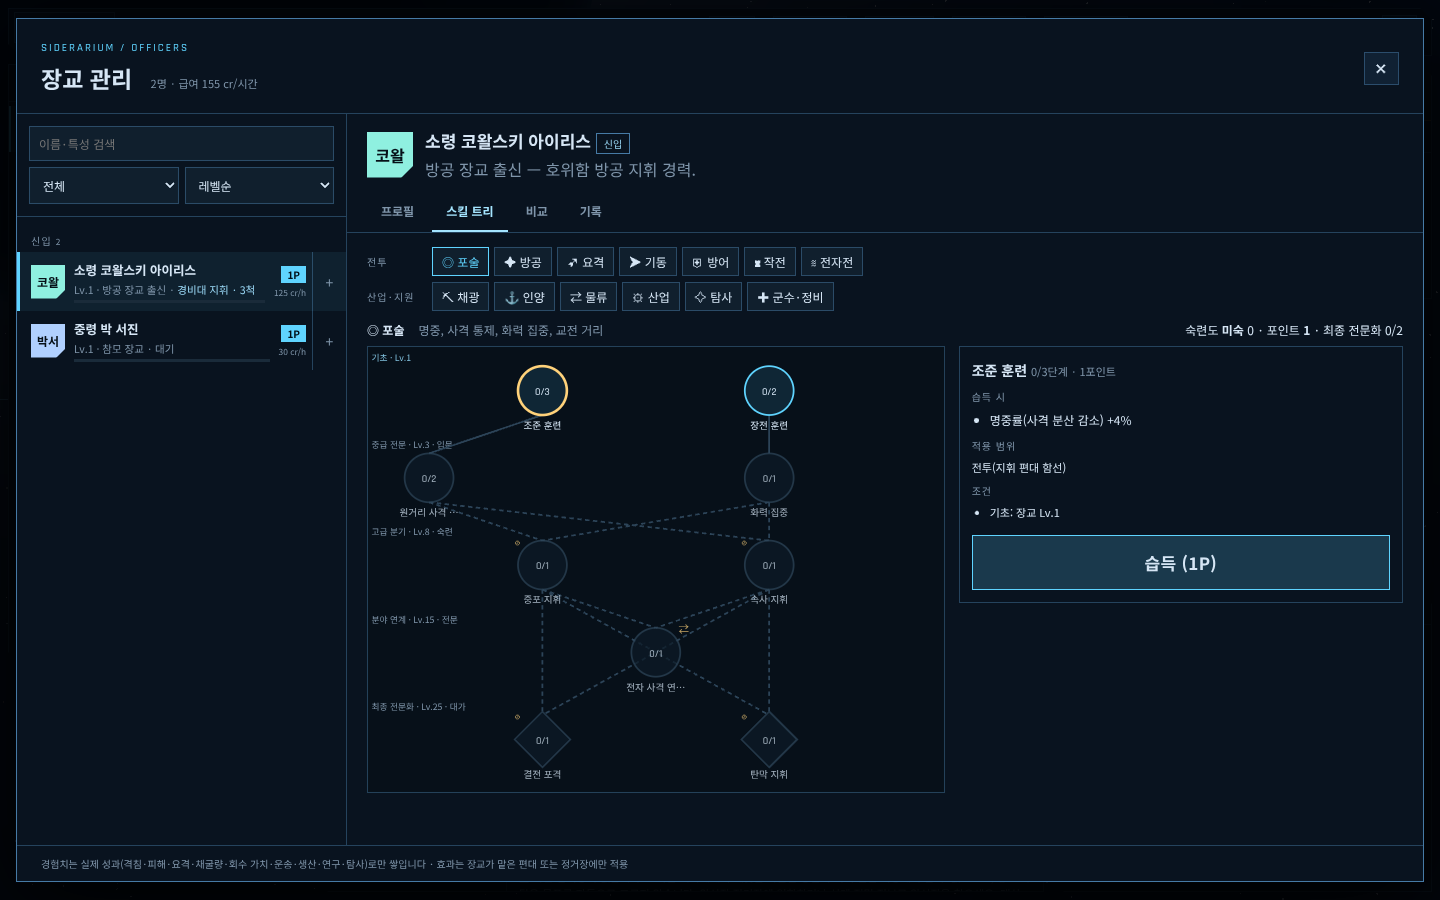 SIDERARIUM / OFFICERS
장교 관리 2명 · 급여 155 cr/시간
×
이름·특성 검색
전체 레벨순
신입 2
코왈 소령 코왈스키 아이리스 1P
Lv.1 · 방공 장교 출신 · 경비대 지휘 · 3척 125 cr/h
+
박서 중령 박 서진 1P
Lv.1 · 참모 장교 · 대기 30 cr/h
+
코왈 소령 코왈스키 아이리스 신입
방공 장교 출신 — 호위함 방공 지휘 경력.
프로필 스킬 트리 비교 기록
전투 포술 방공 요격 기동 방어 작전 전자전
산업·지원 채광 인양 물류 산업 탐사 군수·정비
포술 명중, 사격 통제, 화력 집중, 교전 거리
숙련도 미숙 0 · 포인트 1 · 최종 전문화 0/2
기초 · Lv.1
0/3 0/2
조준 훈련 장전 훈련
중급 전문 · Lv.3 · 입문
0/2 0/1
원거리 사격 … 화력 집중
고급 분기 · Lv.8 · 숙련
0/1 0/1
중포 지휘 속사 지휘
분야 연계 · Lv.15 · 전문
0/1
전자 사격 연…
최종 전문화 · Lv.25 · 대가
0/1 0/1
결전 포격 탄막 지휘
조준 훈련 0/3단계 · 1포인트
습득 시
• 명중률(사격 분산 감소) +4%
적용 범위
전투(지휘 편대 함선)
조건
• 기초: 장교 Lv.1
습득 (1P)
경험치는 실제 성과(격침·피해·요격·채굴량·회수 가치·운송·생산·연구·탐사)로만 쌓입니다 · 효과는 장교가 맡은 편대 또는 정거장에만 적용